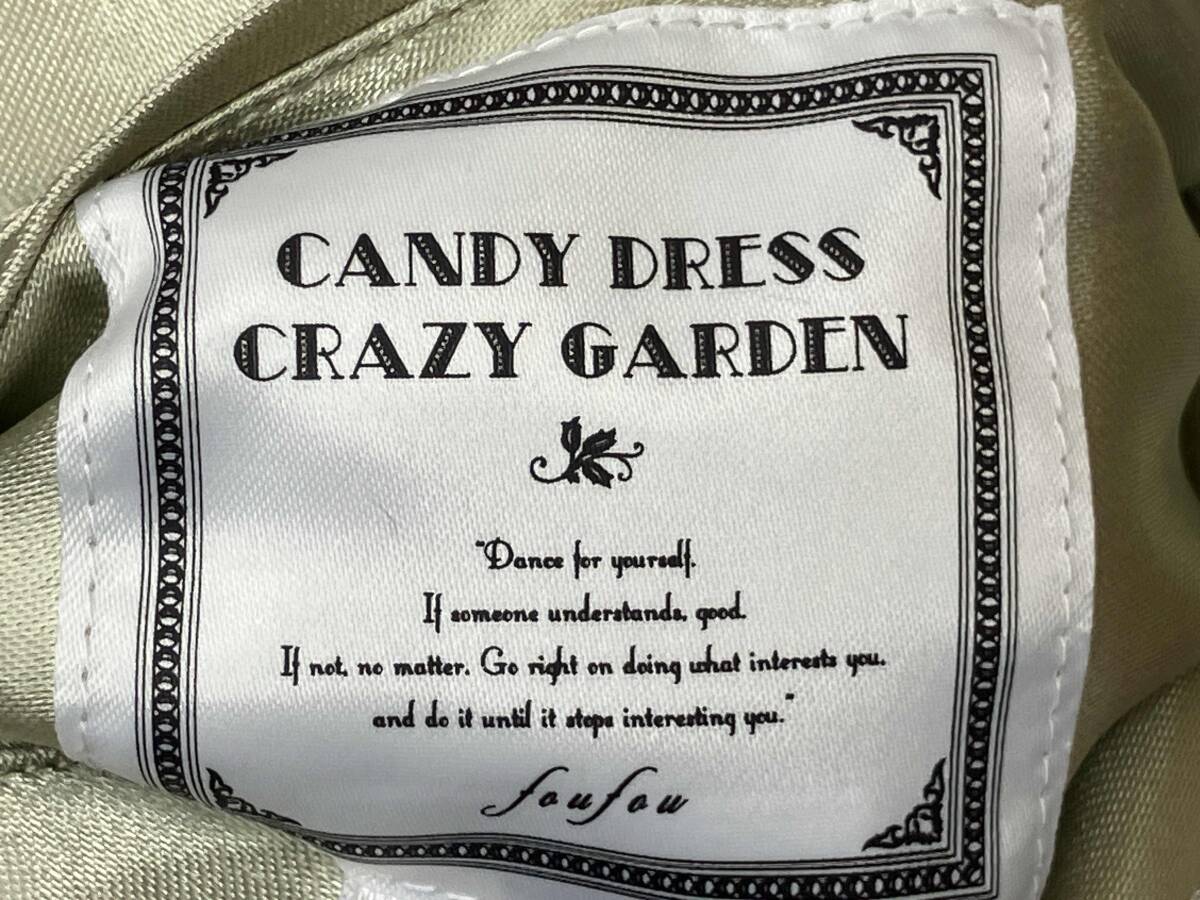 CANDY DRESS
CRAZY GARDEN
"Dance for yourself.
If someone understands, good.
If not, no matter. Go right on doing what interests you.
and do it until it stops interesting you."
foufou